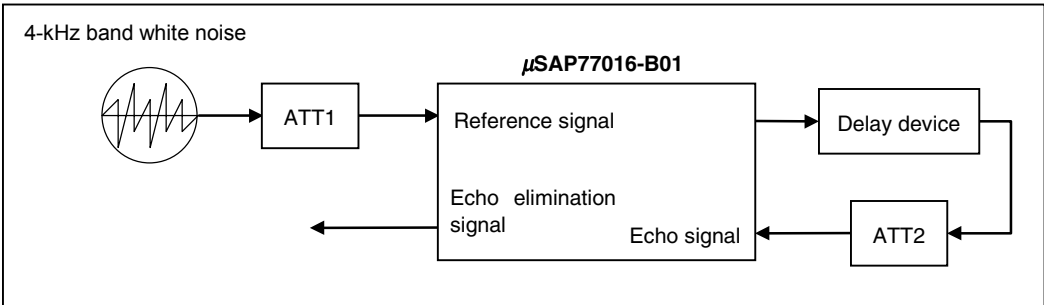 4-kHz band white noise
µSAP77016-B01
ATT1
Reference signal
Delay device
Echo elimination
signal
Echo signal
ATT2